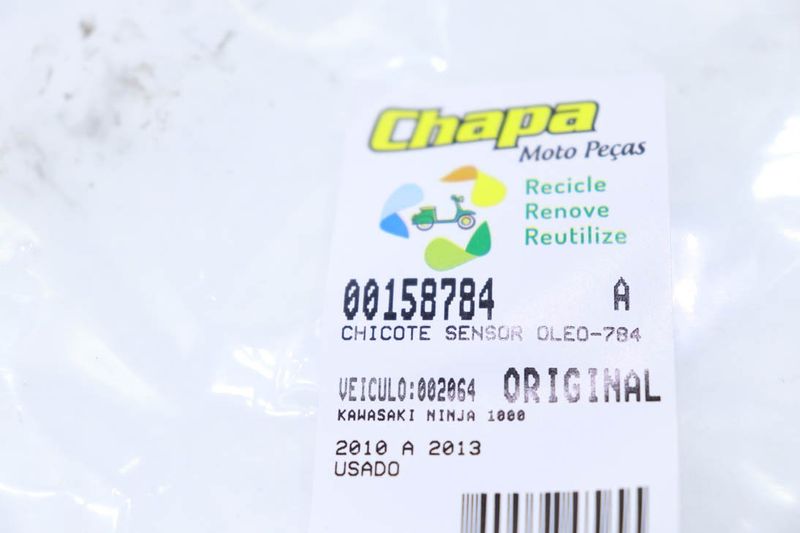 Chapa
Moto Peças
Recicle
Renove
Reutilize
00158784 A
CHICOTE SENSOR OLEO-784
VEICULO:002064 ORIGINAL
KAWASAKI NINJA 1000
2010 A 2013
USADO